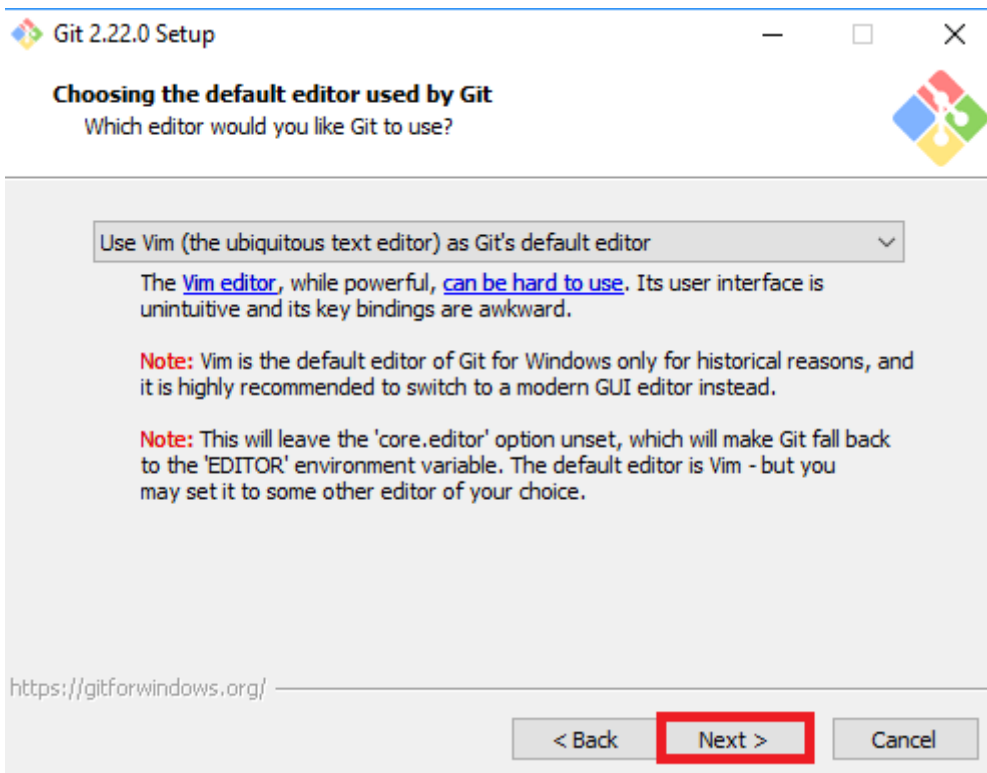 Git 2.22.0 Setup
Choosing the default editor used by Git
Which editor would you like Git to use?
Use Vim (the ubiquitous text editor) as Git's default editor
The Vim editor, while powerful, can be hard to use. Its user interface is
unintuitive and its key bindings are awkward.
Note: Vim is the default editor of Git for Windows only for historical reasons, and
it is highly recommended to switch to a modern GUI editor instead.
Note: This will leave the 'core.editor' option unset, which will make Git fall back
to the 'EDITOR' environment variable. The default editor is Vim - but you
may set it to some other editor of your choice.
https://gitforwindows.org/
< Back Next > Cancel